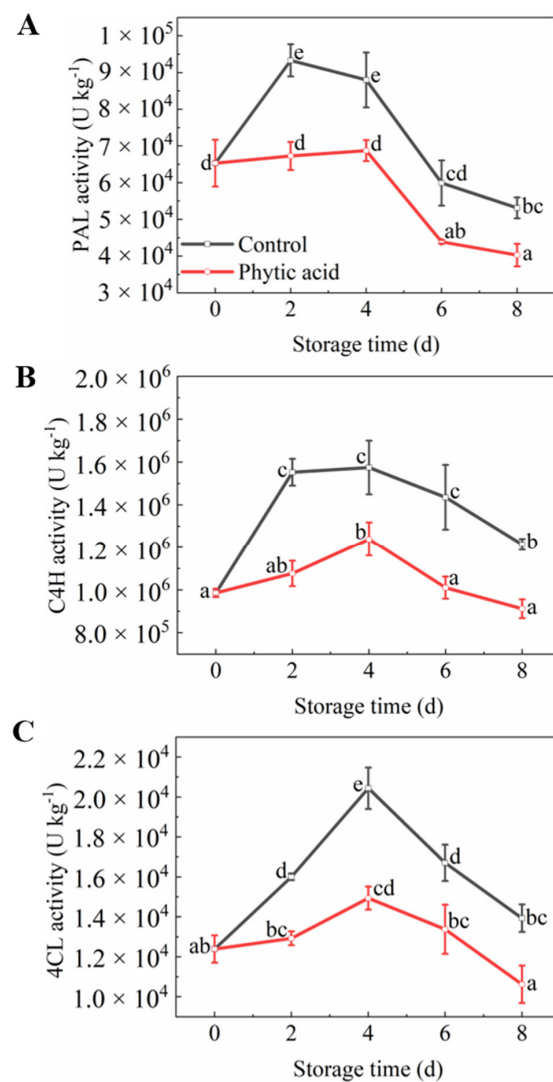 A
PAL activity (U kg⁻¹)
1 × 10⁵
9 × 10⁴
8 × 10⁴
7 × 10⁴
6 × 10⁴
5 × 10⁴
4 × 10⁴
3 × 10⁴
d
e
e
cd
bc
d
d
ab
a
Control
Phytic acid
0 2 4 6 8
Storage time (d)
B
C4H activity (U kg⁻¹)
2.0 × 10⁶
1.8 × 10⁶
1.6 × 10⁶
1.4 × 10⁶
1.2 × 10⁶
1.0 × 10⁶
8.0 × 10⁵
a
c
c
c
b
ab
b
a
a
0 2 4 6 8
Storage time (d)
C
4CL activity (U kg⁻¹)
2.2 × 10⁴
2.0 × 10⁴
1.8 × 10⁴
1.6 × 10⁴
1.4 × 10⁴
1.2 × 10⁴
1.0 × 10⁴
ab
d
e
d
bc
bc
cd
bc
a
0 2 4 6 8
Storage time (d)